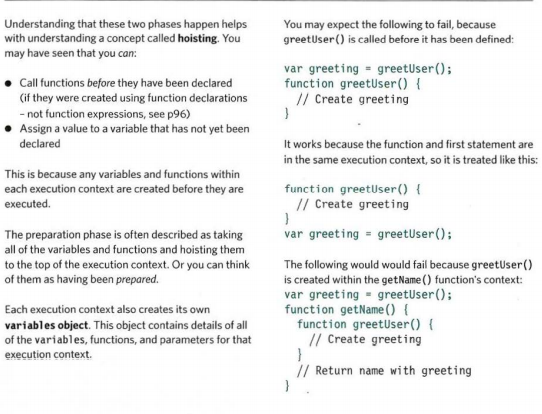 Understanding that these two phases happen helps
with understanding a concept called hoisting. You
may have seen that you can:
● Call functions before they have been declared
(if they were created using function declarations
– not function expressions, see p96)
● Assign a value to a variable that has not yet been
declared
This is because any variables and functions within
each execution context are created before they are
executed.
The preparation phase is often described as taking
all of the variables and functions and hoisting them
to the top of the execution context. Or you can think
of them as having been prepared.
Each execution context also creates its own
variables object. This object contains details of all
of the variables, functions, and parameters for that
execution context.
You may expect the following to fail, because
greetUser() is called before it has been defined:
var greeting = greetUser();
function greetUser() {
  // Create greeting
}
It works because the function and first statement are
in the same execution context, so it is treated like this:
function greetUser() {
  // Create greeting
}
var greeting = greetUser();
The following would would fail because greetUser()
is created within the getName() function's context:
var greeting = greetUser();
function getName() {
  function greetUser() {
    // Create greeting
  }
  // Return name with greeting
}